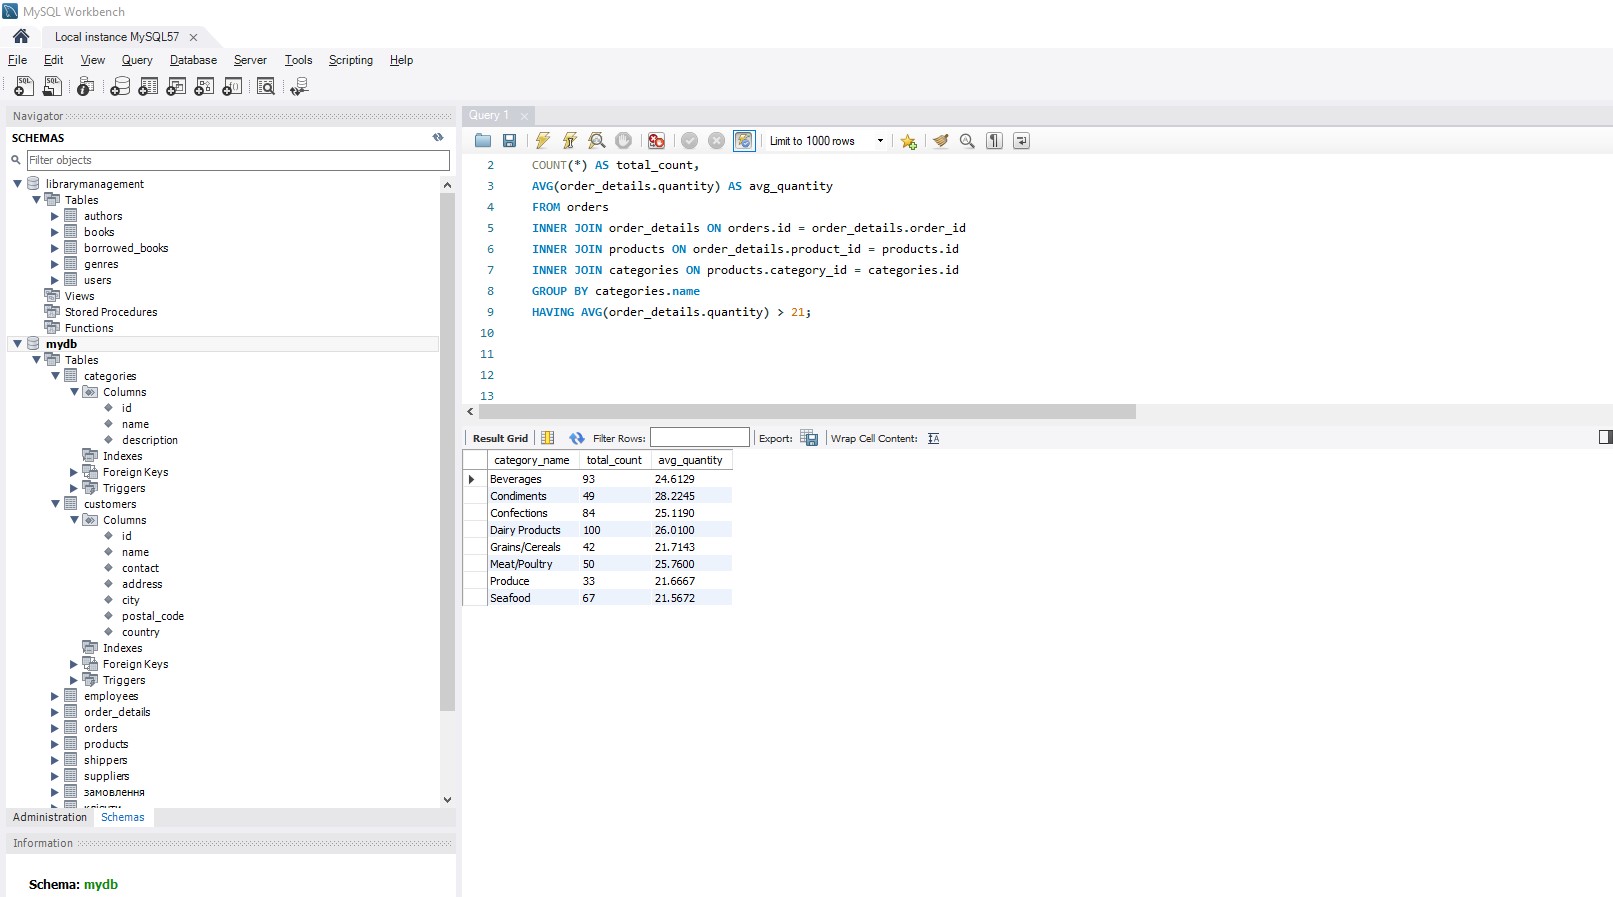 MySQL Workbench
Local instance MySQL57
File Edit View Query Database Server Tools Scripting Help
Navigator
SCHEMAS
Filter objects
librarymanagement
Tables
authors
books
borrowed_books
genres
users
Views
Stored Procedures
Functions
mydb
Tables
categories
Columns
id
name
description
Indexes
Foreign Keys
Triggers
customers
Columns
id
name
contact
address
city
postal_code
country
Indexes
Foreign Keys
Triggers
employees
order_details
orders
products
shippers
suppliers
замовлення
Administration Schemas
Information
Schema: mydb
Query 1
Limit to 1000 rows
2 COUNT(*) AS total_count,
3 AVG(order_details.quantity) AS avg_quantity
4 FROM orders
5 INNER JOIN order_details ON orders.id = order_details.order_id
6 INNER JOIN products ON order_details.product_id = products.id
7 INNER JOIN categories ON products.category_id = categories.id
8 GROUP BY categories.name
9 HAVING AVG(order_details.quantity) > 21;
10
11
12
13
Result Grid Filter Rows: Export: Wrap Cell Content:
category_name total_count avg_quantity
Beverages 93 24.6129
Condiments 49 28.2245
Confections 84 25.1190
Dairy Products 100 26.0100
Grains/Cereals 42 21.7143
Meat/Poultry 50 25.7600
Produce 33 21.6667
Seafood 67 21.5672